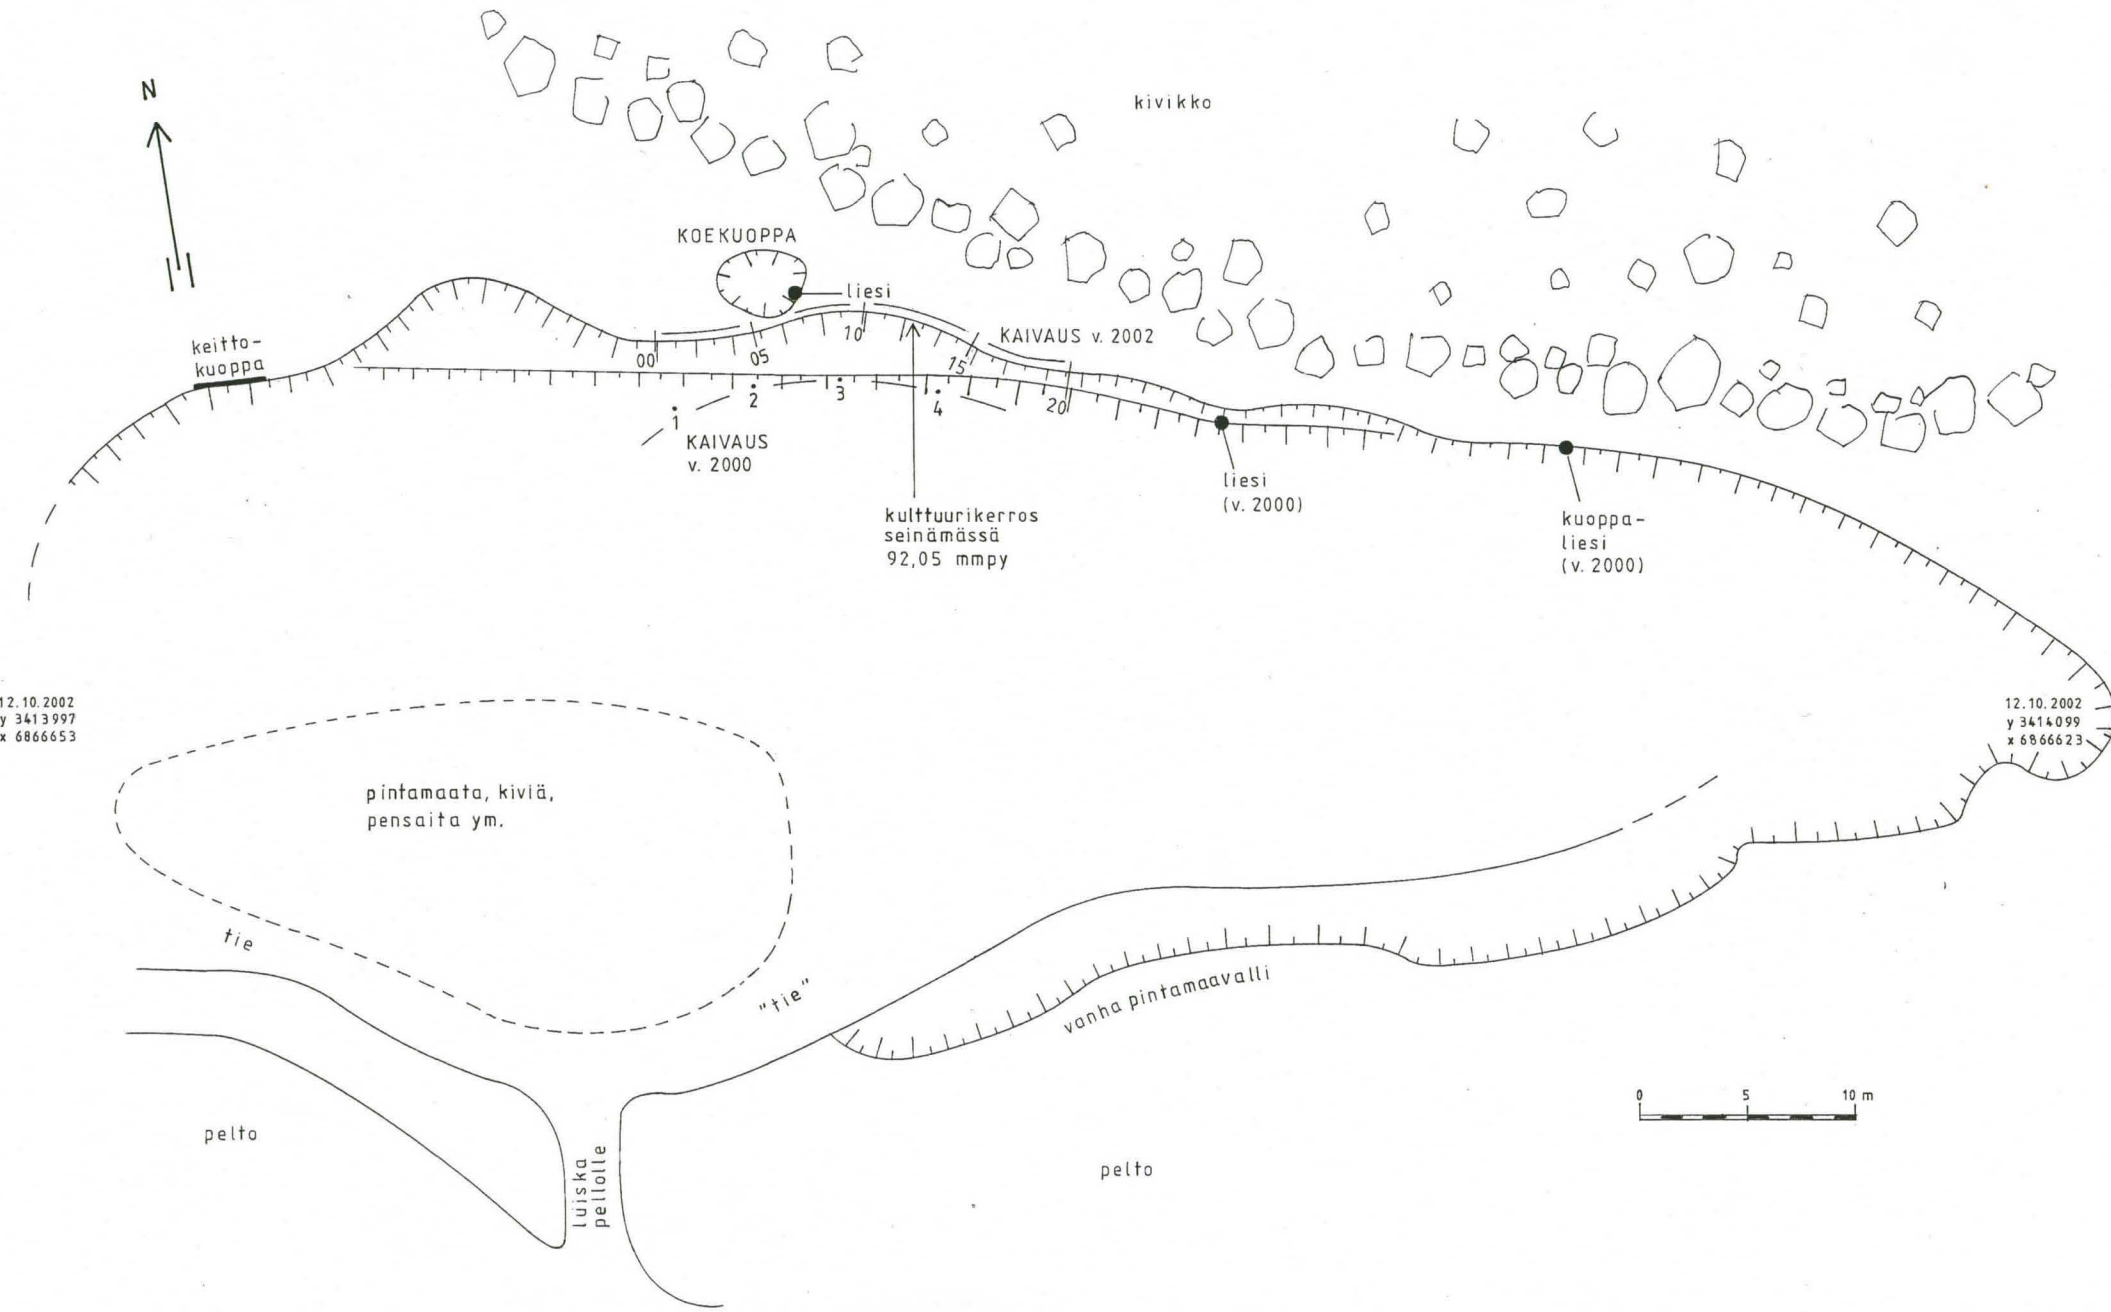 N
kivikko
KOEKUOPPA
liesi
keitto-
kuoppa
00
05
10
15
20
KAIVAUS v. 2002
1
2
3
4
KAIVAUS
v. 2000
kulttuurikerros
seinämässä
92,05 mmpy
liesi
(v. 2000)
kuoppa-
liesi
(v. 2000)
12.10.2002
y 3413997
x 6866653
12.10.2002
y 3414099
x 6866623
pintamaata, kiviä,
pensaita ym.
tie
"tie"
vanha pintamaavalli
0 5 10 m
pelto
luiska
pellolle
pelto